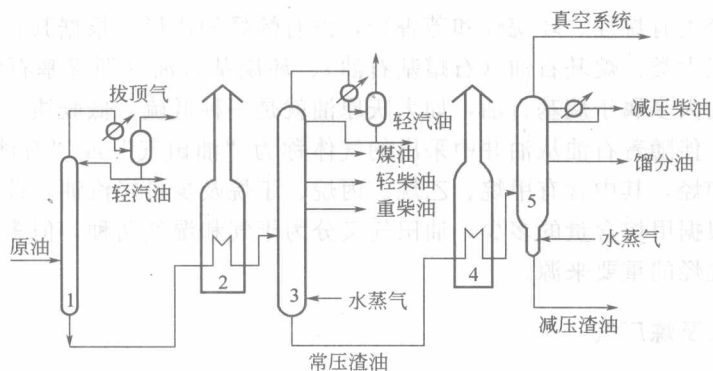 真空系统
拔顶气
减压柴油
轻汽油
煤油
馏分油
轻汽油
轻柴油
重柴油
原油
水蒸气
水蒸气
1
2
3
4
5
常压渣油
减压渣油